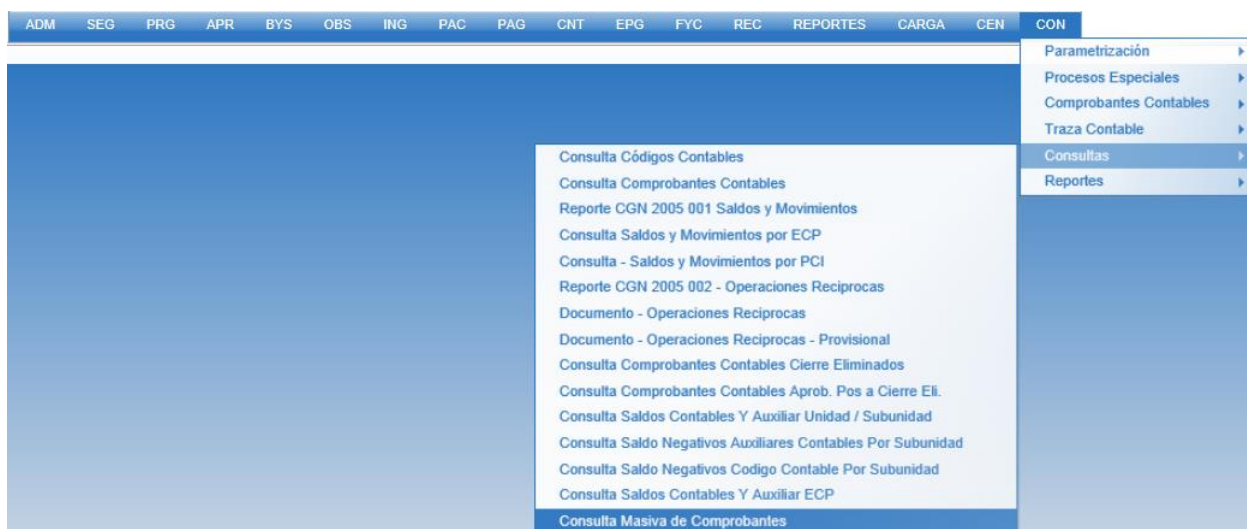 ADM SEG PRG APR BYS OBS ING PAC PAG CNT EPG FYC REC REPORTES CARGA CEN CON
Parametrización
Procesos Especiales
Comprobantes Contables
Traza Contable
Consultas
Reportes
Consulta Códigos Contables
Consulta Comprobantes Contables
Reporte CGN 2005 001 Saldos y Movimientos
Consulta Saldos y Movimientos por ECP
Consulta - Saldos y Movimientos por PCI
Reporte CGN 2005 002 - Operaciones Reciprocas
Documento - Operaciones Reciprocas
Documento - Operaciones Reciprocas - Provisional
Consulta Comprobantes Contables Cierre Eliminados
Consulta Comprobantes Contables Aprob. Pos a Cierre Eli.
Consulta Saldos Contables Y Auxiliar Unidad / Subunidad
Consulta Saldo Negativos Auxiliares Contables Por Subunidad
Consulta Saldo Negativos Codigo Contable Por Subunidad
Consulta Saldos Contables Y Auxiliar ECP
Consulta Masiva de Comprobantes